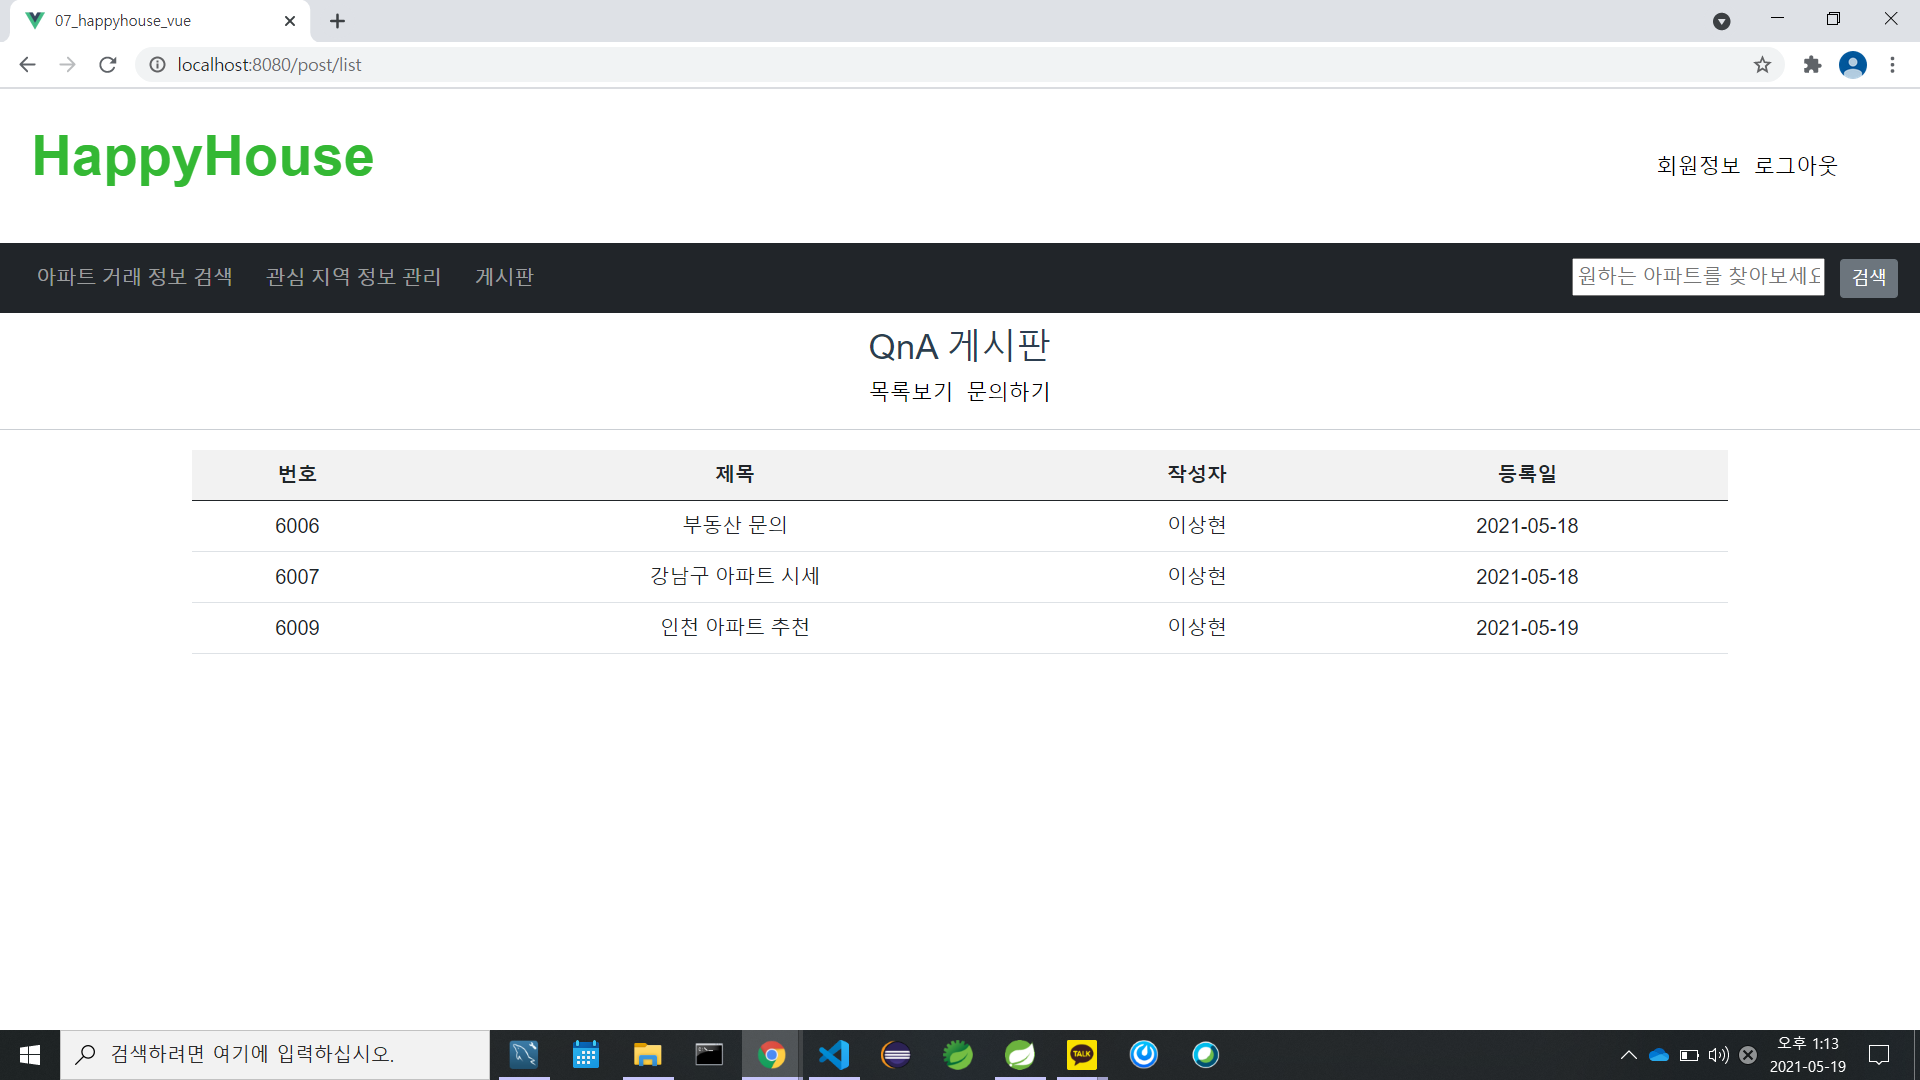 07_happyhouse_vue
localhost:8080/post/list
HappyHouse
회원정보 로그아웃
아파트 거래 정보 검색 관심 지역 정보 관리 게시판 원하는 아파트를 찾아보세요 검색
QnA 게시판
목록보기 문의하기
번호 제목 작성자 등록일
6006 부동산 문의 이상현 2021-05-18
6007 강남구 아파트 시세 이상현 2021-05-18
6009 인천 아파트 추천 이상현 2021-05-19
검색하려면 여기에 입력하십시오.
TALK
오후 1:13
2021-05-19